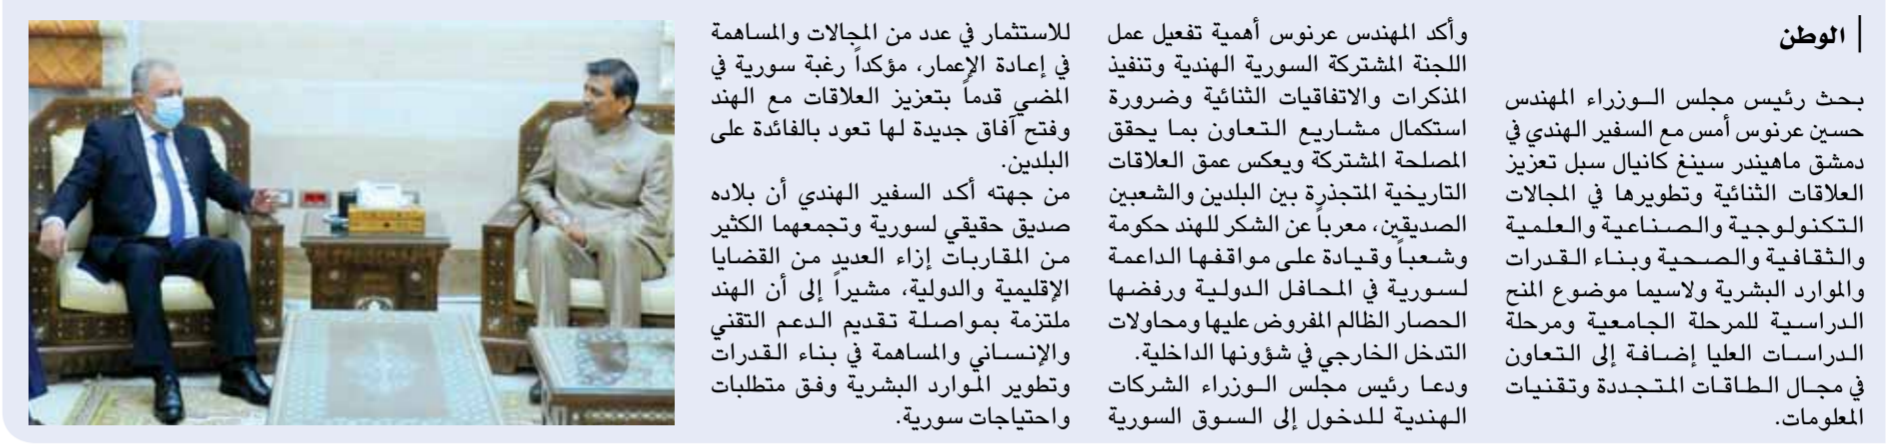 الوطن
بحث رئيس مجلس الـوزراء المهندس
حسين عرنوس أمس مع السفير الهندي في
دمشق ماهيندر سينغ كانيال سبل تعزيز
العلاقات الثنائية وتطويرها في المجالات
التكنولوجية والصناعية والعلمية
والثقافية والصحية وبناء القدرات
والموارد البشرية ولاسيما موضوع المنح
الدراسية للمرحلة الجامعية ومرحلة
الدراسات العليا إضافة إلى التعاون
في مجال الطاقات المتجددة وتقنيات
المعلومات.
وأكد المهندس عرنوس أهمية تفعيل عمل
اللجنة المشتركة السورية الهندية وتنفيذ
المذكرات والاتفاقيات الثنائية وضرورة
استكمال مشاريع التعاون بما يحقق
المصلحة المشتركة ويعكس عمق العلاقات
التاريخية المتجذرة بين البلدين والشعبين
الصديقين، معرباً عن الشكر للهند حكومة
وشعباً وقيادة على مواقفها الداعمة
لسورية في المحافل الدولية ورفضها
الحصار الظالم المفروض عليها ومحاولات
التدخل الخارجي في شؤونها الداخلية.
ودعا رئيس مجلس الـوزراء الشركات
الهندية للدخول إلى السوق السورية
للاستثمار في عدد من المجالات والمساهمة
في إعادة الإعمار، مؤكداً رغبة سورية في
المضي قدماً بتعزيز العلاقات مع الهند
وفتح آفاق جديدة لها تعود بالفائدة على
البلدين.
من جهته أكد السفير الهندي أن بلاده
صديق حقيقي لسورية وتجمعهما الكثير
من المقاربات إزاء العديد من القضايا
الإقليمية والدولية، مشيراً إلى أن الهند
ملتزمة بمواصلة تقديم الدعم التقني
والإنساني والمساهمة في بناء القدرات
وتطوير الموارد البشرية وفق متطلبات
واحتياجات سورية.